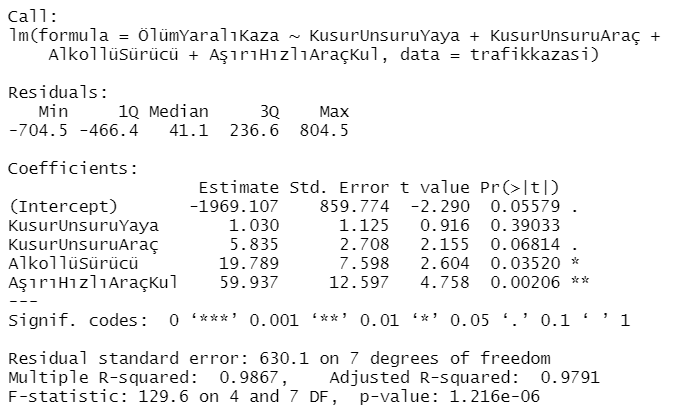 Call:
lm(formula = ÖlümYaralıKaza ~ KusurUnsuruYaya + KusurUnsuruAraç +
    AlkollüSürücü + AşırıHızlıAraçKul, data = trafikkazasi)
Residuals:
   Min     1Q Median     3Q    Max
-704.5 -466.4   41.1  236.6  804.5
Coefficients:
                   Estimate Std. Error t value Pr(>|t|)
(Intercept)       -1969.107    859.774  -2.290  0.05579 .
KusurUnsuruYaya       1.030      1.125   0.916  0.39033
KusurUnsuruAraç       5.835      2.708   2.155  0.06814 .
AlkollüSürücü        19.789      7.598   2.604  0.03520 *
AşırıHızlıAraçKul    59.937     12.597   4.758  0.00206 **
---
Signif. codes:  0 ‘***’ 0.001 ‘**’ 0.01 ‘*’ 0.05 ‘.’ 0.1 ‘ ’ 1
Residual standard error: 630.1 on 7 degrees of freedom
Multiple R-squared:  0.9867,    Adjusted R-squared:  0.9791
F-statistic: 129.6 on 4 and 7 DF,  p-value: 1.216e-06